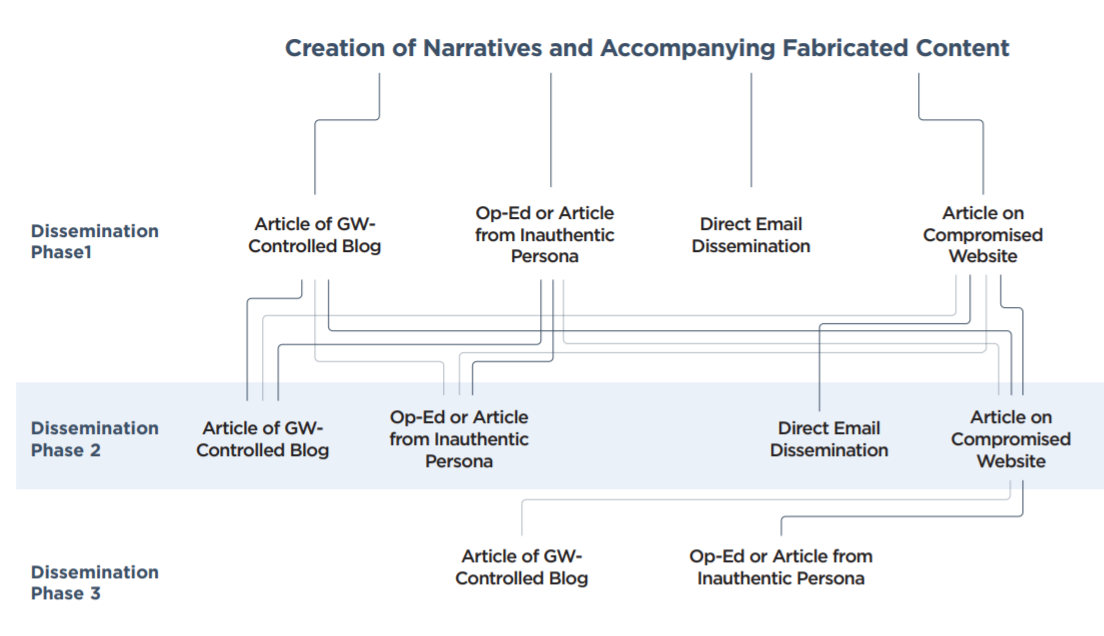 Creation of Narratives and Accompanying Fabricated Content
Dissemination
Phase1
Article of GW-
Controlled Blog
Op-Ed or Article
from Inauthentic
Persona
Direct Email
Dissemination
Article on
Compromised
Website
Dissemination
Phase 2
Article of GW-
Controlled Blog
Op-Ed or Article
from Inauthentic
Persona
Direct Email
Dissemination
Article on
Compromised
Website
Dissemination
Phase 3
Article of GW-
Controlled Blog
Op-Ed or Article from
Inauthentic Persona